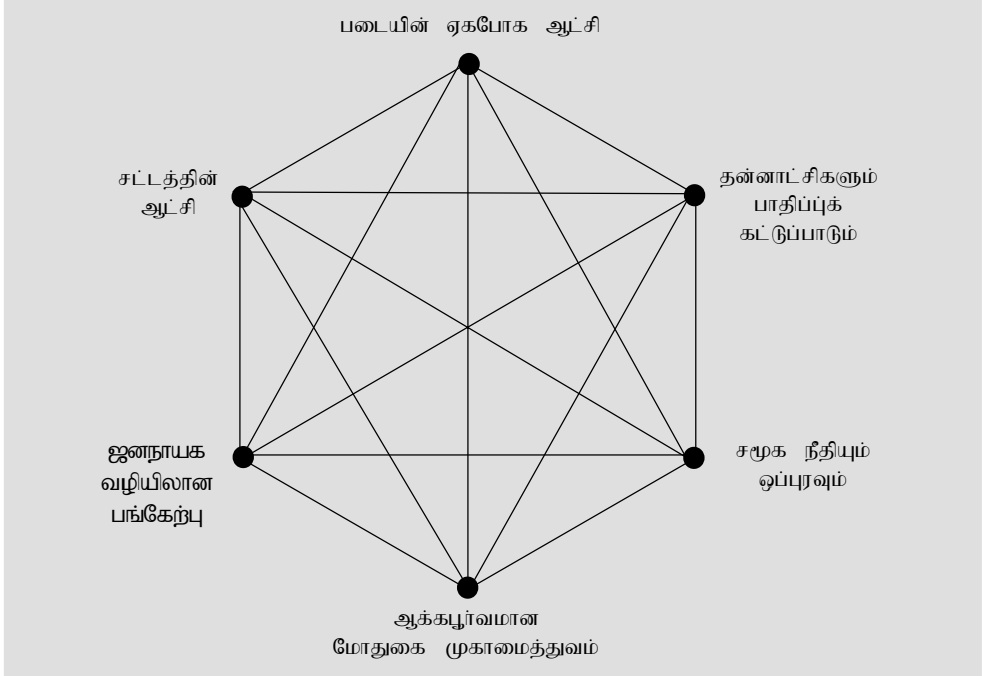 படையின் ஏகபோக ஆட்சி
சட்டத்தின்
ஆட்சி
தன்னாட்சிகளும்
பாதிப்புக்
கட்டுப்பாடும்
ஜனநாயக
வழியிலான
பங்கேற்பு
சமூக நீதியும்
ஒப்புரவும்
ஆக்கபூர்வமான
மோதுகை முகாமைத்துவம்